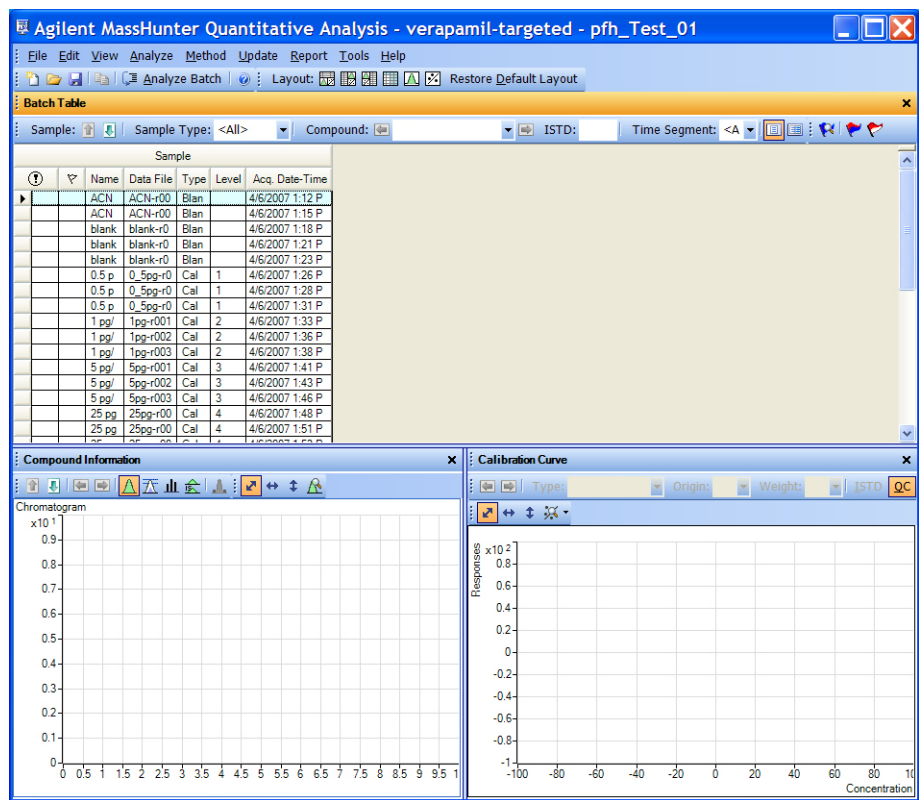 Agilent MassHunter Quantitative Analysis - verapamil-targeted - pfh_Test_01
File Edit View Analyze Method Update Report Tools Help
Analyze Batch Layout: Restore Default Layout
Batch Table
Sample: Sample Type: <All> Compound: ISTD: Time Segment: <A
Sample
Name Data File Type Level Acq. Date-Time
ACN ACN-r00 Blan 4/6/2007 1:12 P
ACN ACN-r00 Blan 4/6/2007 1:15 P
blank blank-r0 Blan 4/6/2007 1:18 P
blank blank-r0 Blan 4/6/2007 1:21 P
blank blank-r0 Blan 4/6/2007 1:23 P
0.5 p 0_5pg-r0 Cal 1 4/6/2007 1:26 P
0.5 p 0_5pg-r0 Cal 1 4/6/2007 1:28 P
0.5 p 0_5pg-r0 Cal 1 4/6/2007 1:31 P
1 pg/ 1pg-r001 Cal 2 4/6/2007 1:33 P
1 pg/ 1pg-r002 Cal 2 4/6/2007 1:36 P
1 pg/ 1pg-r003 Cal 2 4/6/2007 1:38 P
5 pg/ 5pg-r001 Cal 3 4/6/2007 1:41 P
5 pg/ 5pg-r002 Cal 3 4/6/2007 1:43 P
5 pg/ 5pg-r003 Cal 3 4/6/2007 1:46 P
25 pg 25pg-r00 Cal 4 4/6/2007 1:48 P
25 pg 25pg-r00 Cal 4 4/6/2007 1:51 P
Compound Information
Chromatogram
x10 1
0.9
0.8
0.7
0.6
0.5
0.4
0.3
0.2
0.1
0
0 0.5 1 1.5 2 2.5 3 3.5 4 4.5 5 5.5 6 6.5 7 7.5 8 8.5 9 9.5 1
Calibration Curve
Type: Origin: Weight: ISTD QC
Responses
x10 2
0.8
0.6
0.4
0.2
0
-0.2
-0.4
-0.6
-0.8
-1
-100 -80 -60 -40 -20 0 20 40 60 80 10
Concentration